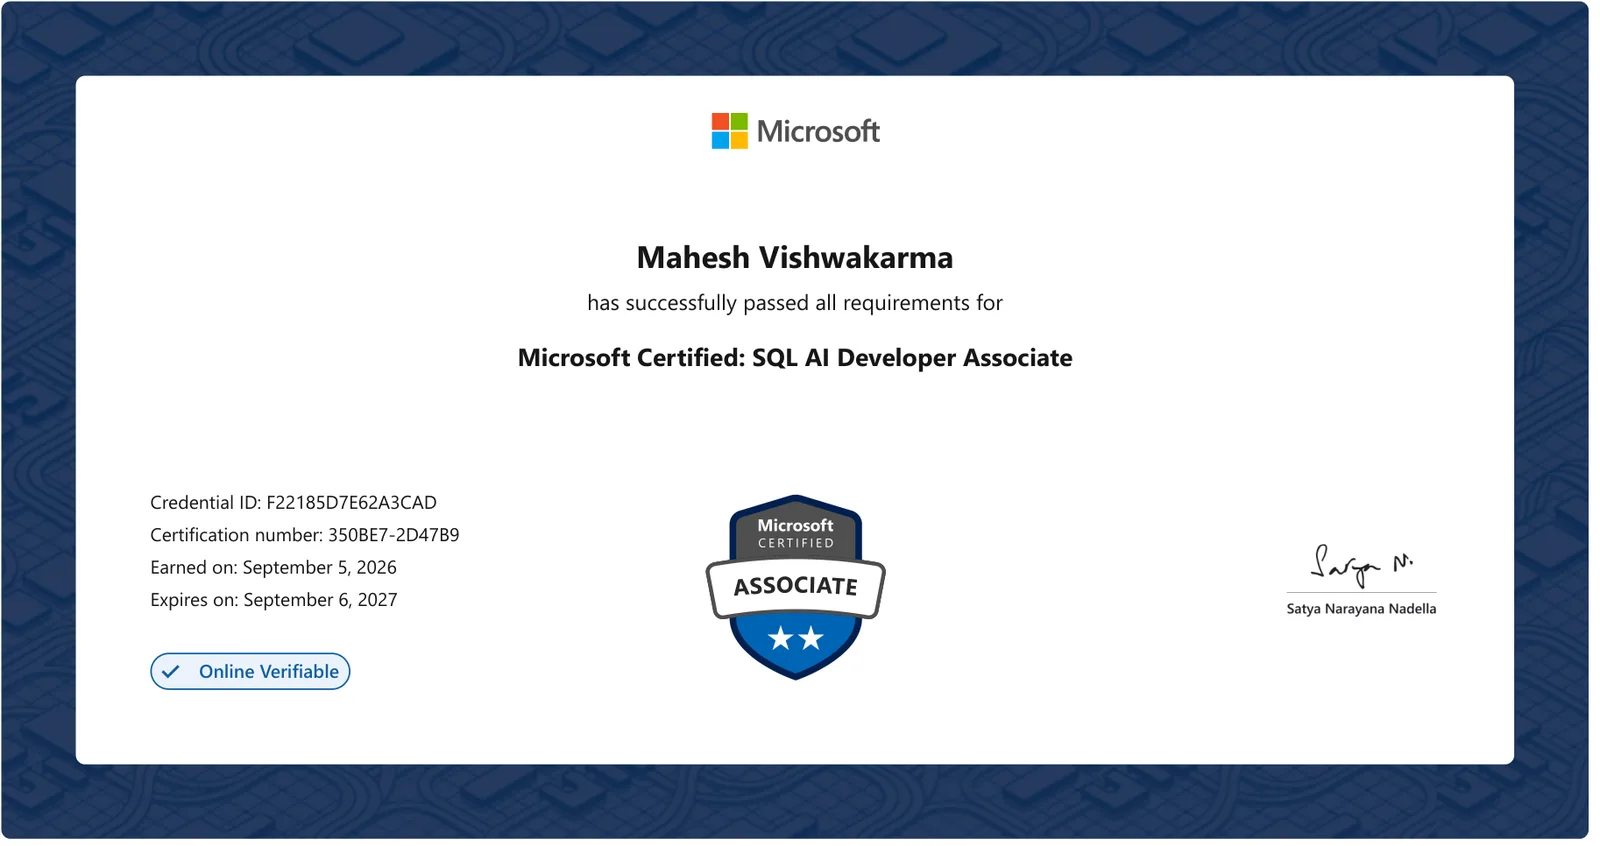 Microsoft
Mahesh Vishwakarma
has successfully passed all requirements for
Microsoft Certified: SQL AI Developer Associate
Credential ID: F22185D7E62A3CAD
Certification number: 350BE7-2D47B9
Earned on: September 5, 2026
Expires on: September 6, 2027
Online Verifiable
Microsoft
CERTIFIED
ASSOCIATE
Satya N.
Satya Narayana Nadella